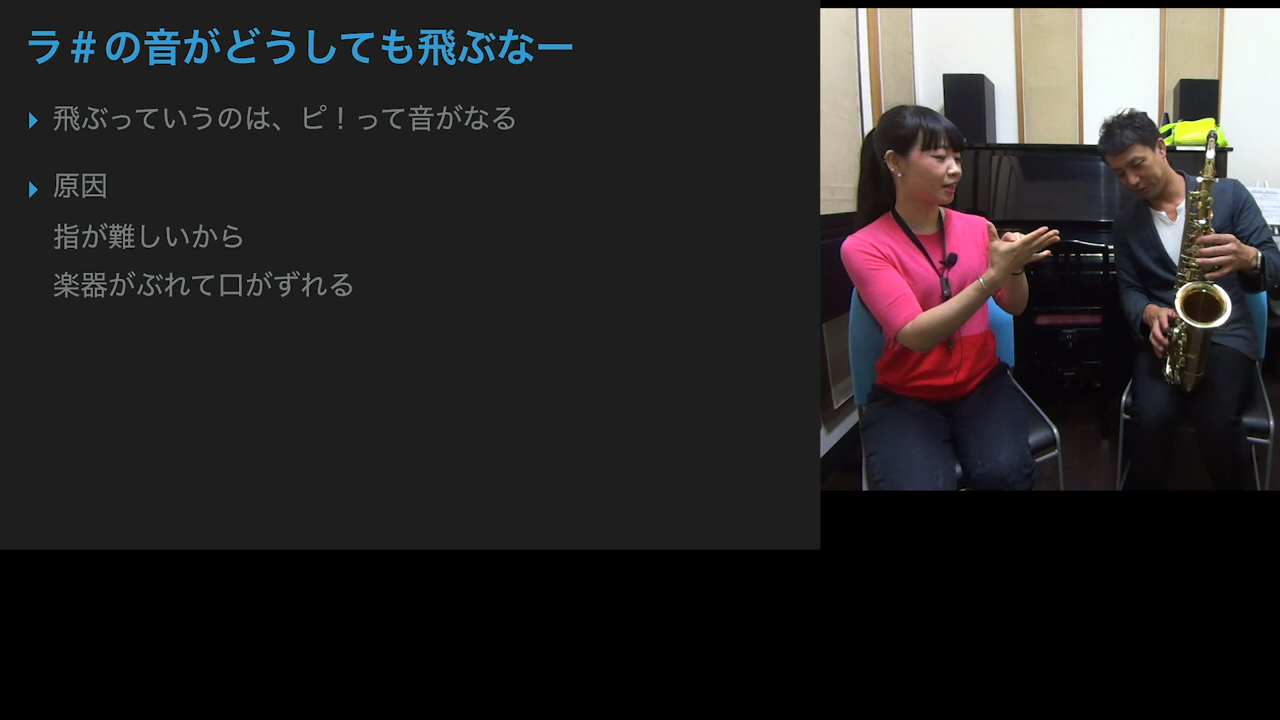 ラ＃の音がどうしても飛ぶなー
飛ぶっていうのは、ピ！って音がなる
原因
指が難しいから
楽器がぶれて口がずれる